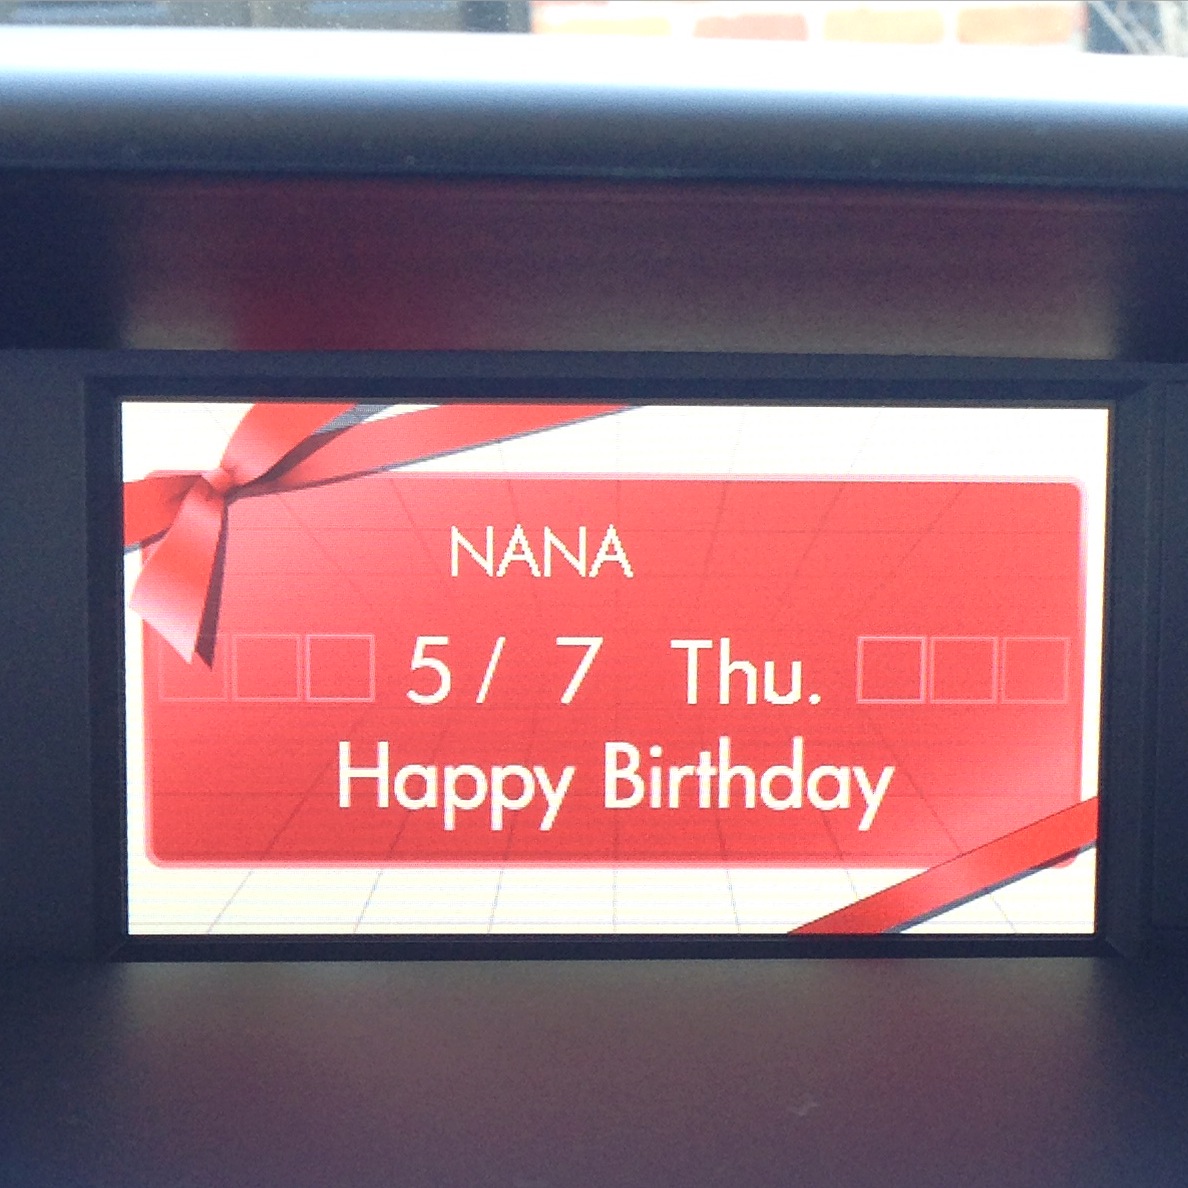 NANA
5/ 7 Thu.
Happy Birthday